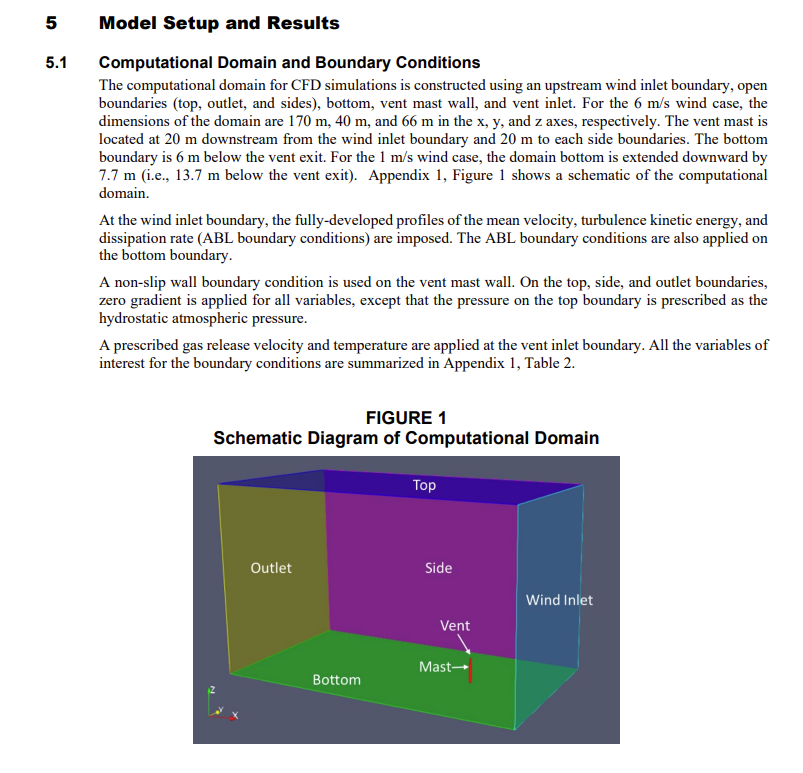 5 Model Setup and Results
5.1 Computational Domain and Boundary Conditions
The computational domain for CFD simulations is constructed using an upstream wind inlet boundary, open
boundaries (top, outlet, and sides), bottom, vent mast wall, and vent inlet. For the 6 m/s wind case, the
dimensions of the domain are 170 m, 40 m, and 66 m in the x, y, and z axes, respectively. The vent mast is
located at 20 m downstream from the wind inlet boundary and 20 m to each side boundaries. The bottom
boundary is 6 m below the vent exit. For the 1 m/s wind case, the domain bottom is extended downward by
7.7 m (i.e., 13.7 m below the vent exit). Appendix 1, Figure 1 shows a schematic of the computational
domain.
At the wind inlet boundary, the fully-developed profiles of the mean velocity, turbulence kinetic energy, and
dissipation rate (ABL boundary conditions) are imposed. The ABL boundary conditions are also applied on
the bottom boundary.
A non-slip wall boundary condition is used on the vent mast wall. On the top, side, and outlet boundaries,
zero gradient is applied for all variables, except that the pressure on the top boundary is prescribed as the
hydrostatic atmospheric pressure.
A prescribed gas release velocity and temperature are applied at the vent inlet boundary. All the variables of
interest for the boundary conditions are summarized in Appendix 1, Table 2.
FIGURE 1
Schematic Diagram of Computational Domain
Top
Outlet
Side
Wind Inlet
Vent
Mast
Bottom
Z
Y
X